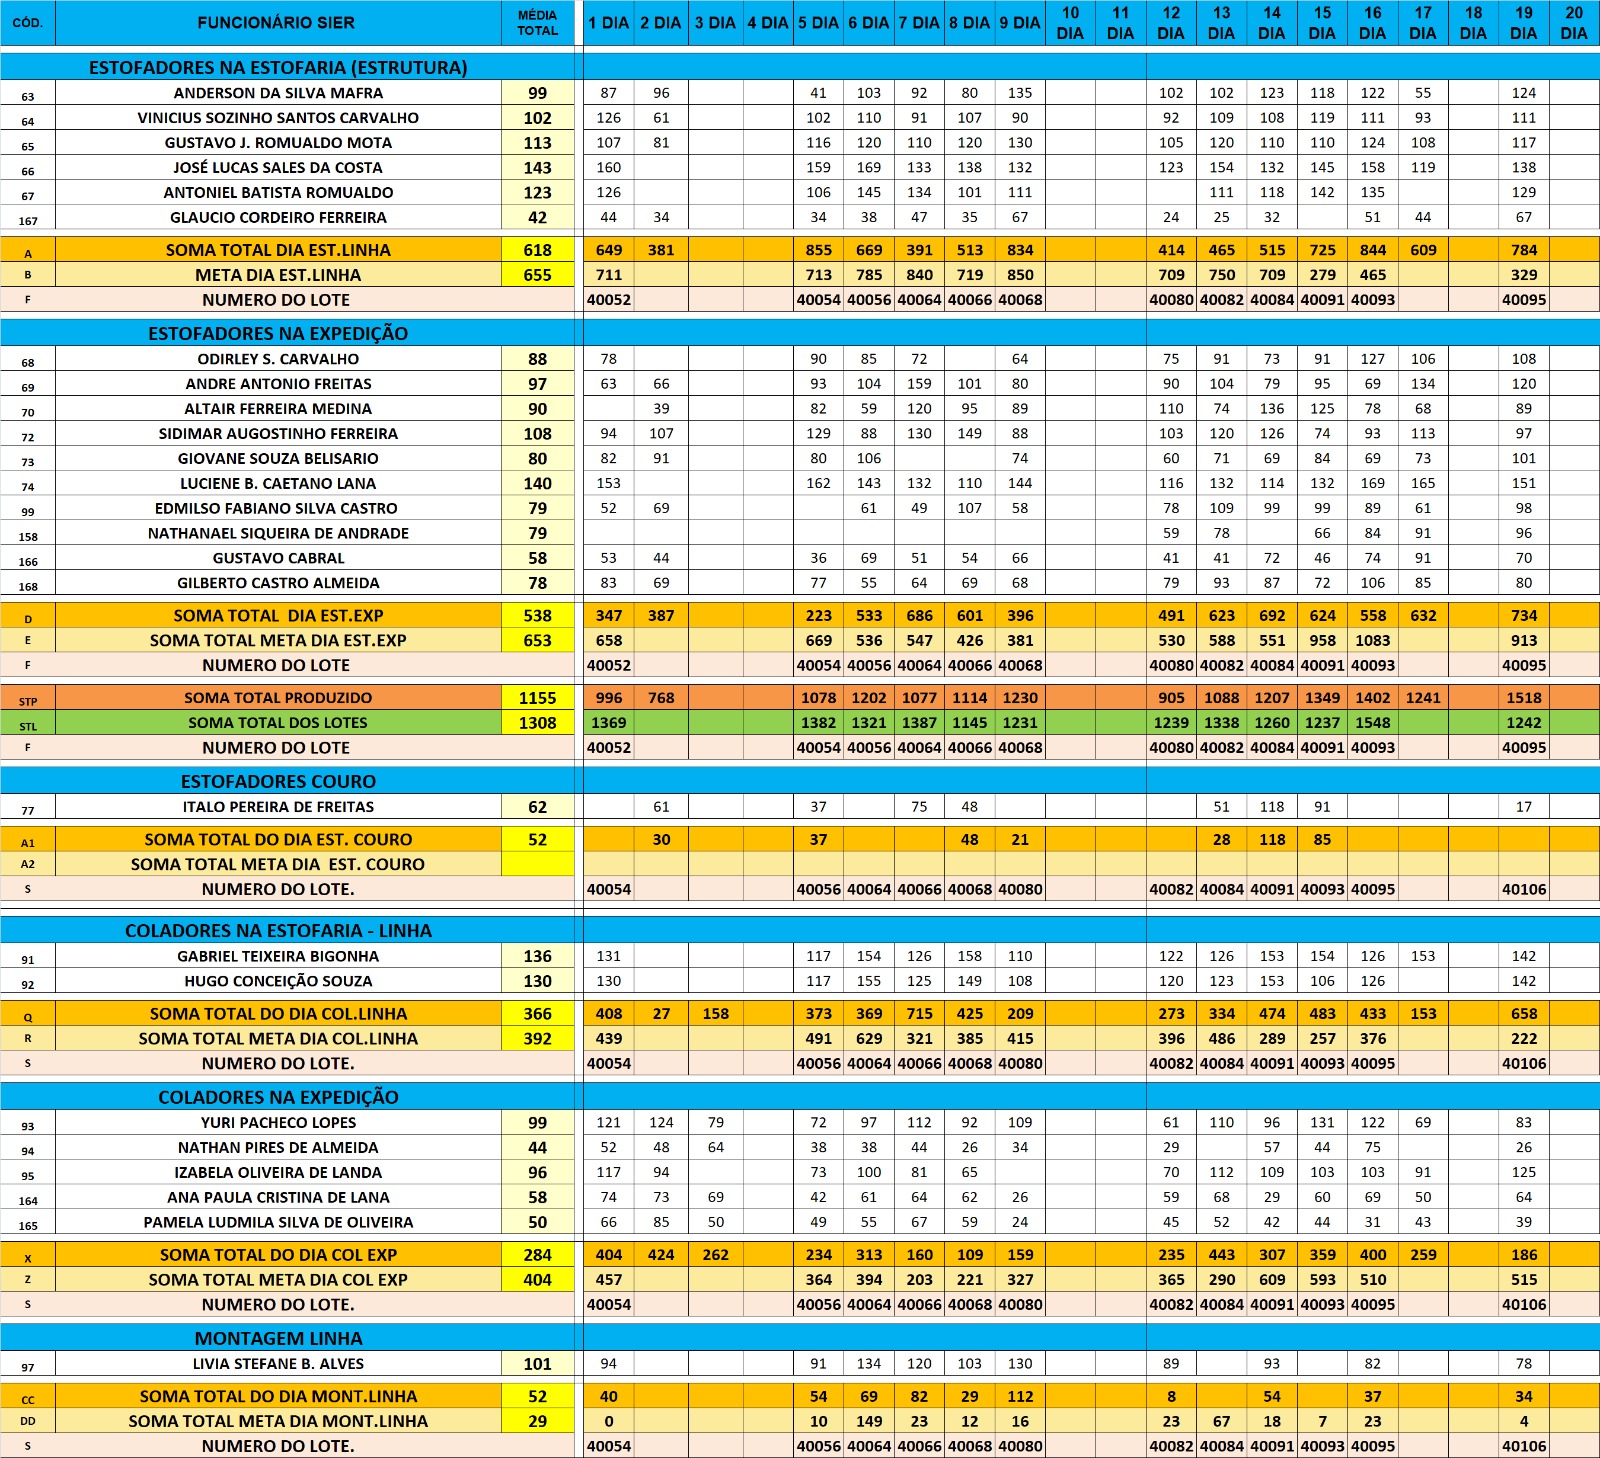 CÓD. FUNCIONÁRIO SIER MÉDIA TOTAL 1 DIA 2 DIA 3 DIA 4 DIA 5 DIA 6 DIA 7 DIA 8 DIA 9 DIA 10 DIA 11 DIA 12 DIA 13 DIA 14 DIA 15 DIA 16 DIA 17 DIA 18 DIA 19 DIA 20 DIA
ESTOFADORES NA ESTOFARIA (ESTRUTURA)
63 ANDERSON DA SILVA MAFRA 99 87 96 41 103 92 80 135 102 102 123 118 122 55 124
64 VINICIUS SOZINHO SANTOS CARVALHO 102 126 61 102 110 91 107 90 92 109 108 119 111 93 111
65 GUSTAVO J. ROMUALDO MOTA 113 107 81 116 120 110 120 130 105 120 110 110 124 108 117
66 JOSÉ LUCAS SALES DA COSTA 143 160 159 169 133 138 132 123 154 132 145 158 119 138
67 ANTONIEL BATISTA ROMUALDO 123 126 106 145 134 101 111 111 118 142 135 129
167 GLAUCIO CORDEIRO FERREIRA 42 44 34 34 38 47 35 67 24 25 32 51 44 67
A SOMA TOTAL DIA EST.LINHA 618 649 381 855 669 391 513 834 414 465 515 725 844 609 784
B META DIA EST.LINHA 655 711 713 785 840 719 850 709 750 709 279 465 329
F NUMERO DO LOTE 40052 40054 40056 40064 40066 40068 40080 40082 40084 40091 40093 40095
ESTOFADORES NA EXPEDIÇÃO
68 ODIRLEY S. CARVALHO 88 78 90 85 72 64 75 91 73 91 127 106 108
69 ANDRE ANTONIO FREITAS 97 63 66 93 104 159 101 80 90 104 79 95 69 134 120
70 ALTAIR FERREIRA MEDINA 90 39 82 59 120 95 89 110 74 136 125 78 68 89
72 SIDIMAR AUGOSTINHO FERREIRA 108 94 107 129 88 130 149 88 103 120 126 74 93 113 97
73 GIOVANE SOUZA BELISARIO 80 82 91 80 106 74 60 71 69 84 69 73 101
74 LUCIENE B. CAETANO LANA 140 153 162 143 132 110 144 116 132 114 132 169 165 151
99 EDMILSO FABIANO SILVA CASTRO 79 52 69 61 49 107 58 78 109 99 99 89 61 98
158 NATHANAEL SIQUEIRA DE ANDRADE 79 59 78 66 84 91 96
166 GUSTAVO CABRAL 58 53 44 36 69 51 54 66 41 41 72 46 74 91 70
168 GILBERTO CASTRO ALMEIDA 78 83 69 77 55 64 69 68 79 93 87 72 106 85 80
D SOMA TOTAL DIA EST.EXP 538 347 387 223 533 686 601 396 491 623 692 624 558 632 734
E SOMA TOTAL META DIA EST.EXP 653 658 669 536 547 426 381 530 588 551 958 1083 913
F NUMERO DO LOTE 40052 40054 40056 40064 40066 40068 40080 40082 40084 40091 40093 40095
STP SOMA TOTAL PRODUZIDO 1155 996 768 1078 1202 1077 1114 1230 905 1088 1207 1349 1402 1241 1518
STL SOMA TOTAL DOS LOTES 1308 1369 1382 1321 1387 1145 1231 1239 1338 1260 1237 1548 1242
F NUMERO DO LOTE 40052 40054 40056 40064 40066 40068 40080 40082 40084 40091 40093 40095
ESTOFADORES COURO
77 ITALO PEREIRA DE FREITAS 62 61 37 75 48 51 118 91 17
A1 SOMA TOTAL DO DIA EST. COURO 52 30 37 48 21 28 118 85
A2 SOMA TOTAL META DIA EST. COURO
S NUMERO DO LOTE. 40054 40056 40064 40066 40068 40080 40082 40084 40091 40093 40095 40106
COLADORES NA ESTOFARIA - LINHA
91 GABRIEL TEIXEIRA BIGONHA 136 131 117 154 126 158 110 122 126 153 154 126 153 142
92 HUGO CONCEIÇÃO SOUZA 130 130 117 155 125 149 108 120 123 153 106 126 142
Q SOMA TOTAL DO DIA COL.LINHA 366 408 27 158 373 369 715 425 209 273 334 474 483 433 153 658
R SOMA TOTAL META DIA COL.LINHA 392 439 491 629 321 385 415 396 486 289 257 376 222
S NUMERO DO LOTE. 40054 40056 40064 40066 40068 40080 40082 40084 40091 40093 40095 40106
COLADORES NA EXPEDIÇÃO
93 YURI PACHECO LOPES 99 121 124 79 72 97 112 92 109 61 110 96 131 122 69 83
94 NATHAN PIRES DE ALMEIDA 44 52 48 64 38 38 44 26 34 29 57 44 75 26
95 IZABELA OLIVEIRA DE LANDA 96 117 94 73 100 81 65 70 112 109 103 103 91 125
164 ANA PAULA CRISTINA DE LANA 58 74 73 69 42 61 64 62 26 59 68 29 60 69 50 64
165 PAMELA LUDMILA SILVA DE OLIVEIRA 50 66 85 50 49 55 67 59 24 45 52 42 44 31 43 39
X SOMA TOTAL DO DIA COL EXP 284 404 424 262 234 313 160 109 159 235 443 307 359 400 259 186
Z SOMA TOTAL META DIA COL EXP 404 457 364 394 203 221 327 365 290 609 593 510 515
S NUMERO DO LOTE. 40054 40056 40064 40066 40068 40080 40082 40084 40091 40093 40095 40106
MONTAGEM LINHA
97 LIVIA STEFANE B. ALVES 101 94 91 134 120 103 130 89 93 82 78
CC SOMA TOTAL DO DIA MONT.LINHA 52 40 54 69 82 29 112 8 54 37 34
DD SOMA TOTAL META DIA MONT.LINHA 29 0 10 149 23 12 16 23 67 18 7 23 4
S NUMERO DO LOTE. 40054 40056 40064 40066 40068 40080 40082 40084 40091 40093 40095 40106